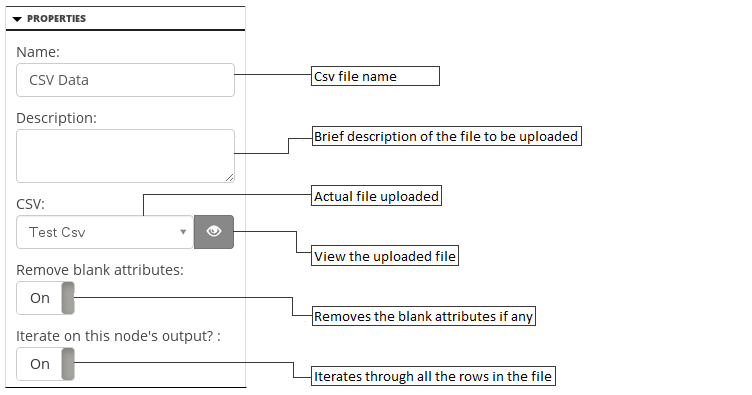 PROPERTIES
Name:
CSV Data
Csv file name
Description:
Brief description of the file to be uploaded
Actual file uploaded
CSV:
Test Csv
View the uploaded file
Remove blank attributes:
On
Removes the blank attributes if any
Iterate on this node's output? :
On
Iterates through all the rows in the file